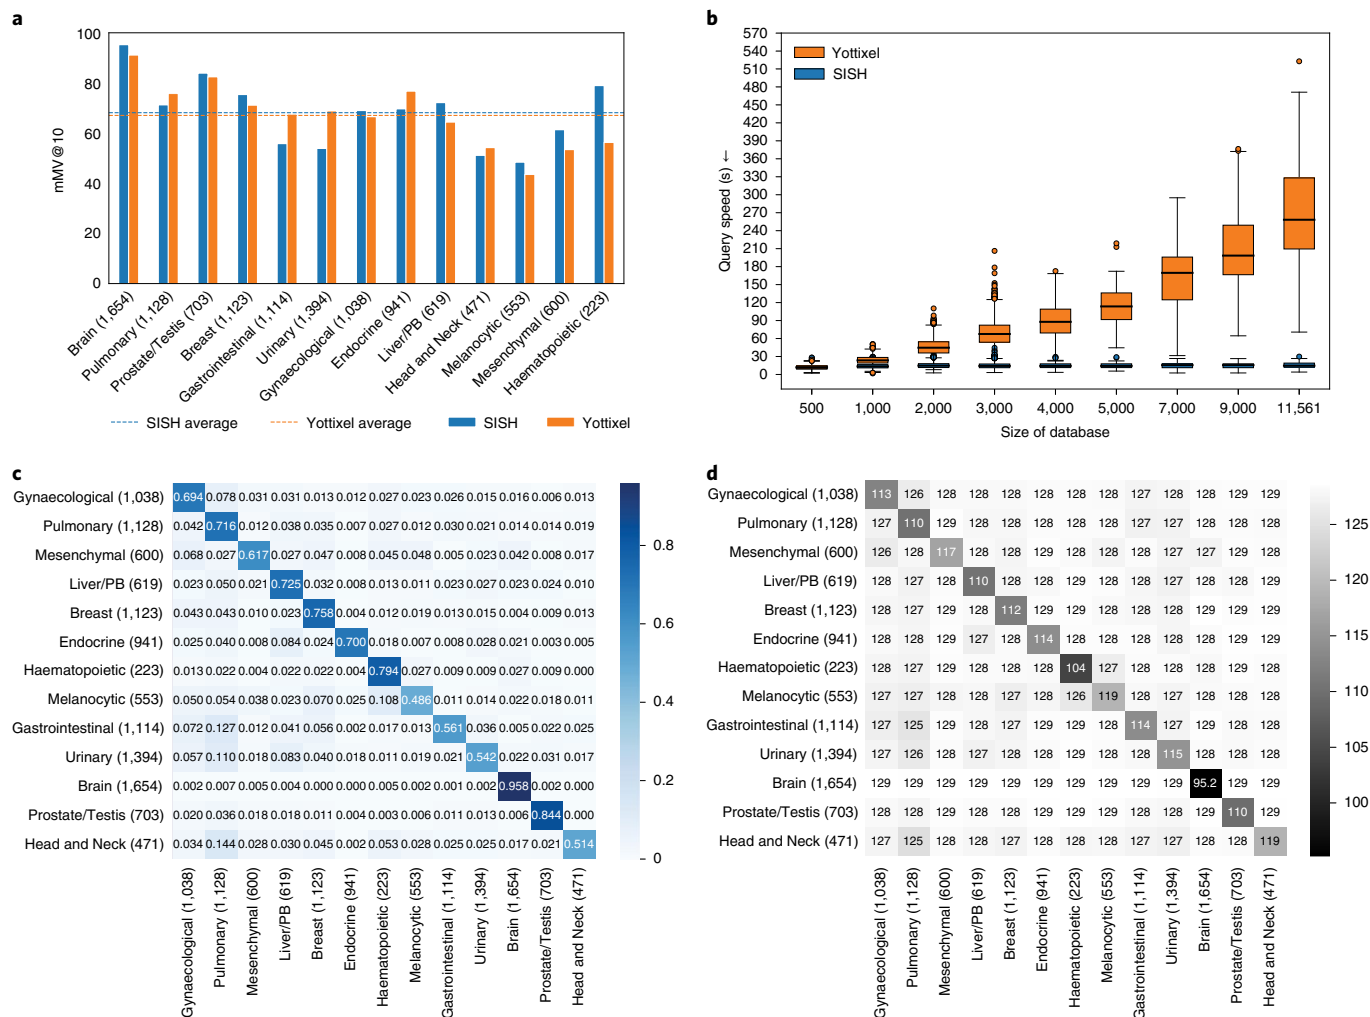 a
100
80
60
40
20
0
mMV@10
Brain (1,654)
Pulmonary (1,128)
Prostate/Testis (703)
Breast (1,123)
Gastrointestinal (1,114)
Urinary (1,394)
Gynaecological (1,038)
Endocrine (941)
Liver/PB (619)
Head and Neck (471)
Melanocytic (553)
Mesenchymal (600)
Haematopoietic (223)
SISH average Yottixel average SISH Yottixel
b
570
540
510
480
450
420
390
360
330
300
270
240
210
180
150
120
90
60
30
0
Query speed (s) ←
Yottixel
SISH
500 1,000 2,000 3,000 4,000 5,000 7,000 9,000 11,561
Size of database
c
Gynaecological (1,038) 0.694 0.078 0.031 0.031 0.013 0.012 0.027 0.023 0.026 0.015 0.016 0.006 0.013
Pulmonary (1,128) 0.042 0.716 0.012 0.038 0.035 0.007 0.027 0.012 0.030 0.021 0.014 0.014 0.019
Mesenchymal (600) 0.068 0.027 0.617 0.027 0.047 0.008 0.045 0.048 0.005 0.023 0.042 0.008 0.017
Liver/PB (619) 0.023 0.050 0.021 0.725 0.032 0.008 0.013 0.011 0.023 0.027 0.023 0.024 0.010
Breast (1,123) 0.043 0.043 0.010 0.023 0.758 0.004 0.012 0.019 0.013 0.015 0.004 0.009 0.013
Endocrine (941) 0.025 0.040 0.008 0.084 0.024 0.700 0.018 0.007 0.008 0.028 0.021 0.003 0.005
Haematopoietic (223) 0.013 0.022 0.004 0.022 0.022 0.004 0.794 0.027 0.009 0.009 0.027 0.009 0.000
Melanocytic (553) 0.050 0.054 0.038 0.023 0.070 0.025 0.108 0.486 0.011 0.014 0.022 0.018 0.011
Gastrointestinal (1,114) 0.072 0.127 0.012 0.041 0.056 0.002 0.017 0.013 0.561 0.036 0.005 0.022 0.025
Urinary (1,394) 0.057 0.110 0.018 0.083 0.040 0.018 0.011 0.019 0.021 0.542 0.022 0.031 0.017
Brain (1,654) 0.002 0.007 0.005 0.004 0.000 0.005 0.002 0.002 0.001 0.002 0.958 0.002 0.000
Prostate/Testis (703) 0.020 0.036 0.018 0.018 0.011 0.004 0.003 0.006 0.011 0.013 0.006 0.844 0.000
Head and Neck (471) 0.034 0.144 0.028 0.030 0.045 0.002 0.053 0.028 0.025 0.025 0.017 0.021 0.514
Gynaecological (1,038)
Pulmonary (1,128)
Mesenchymal (600)
Liver/PB (619)
Breast (1,123)
Endocrine (941)
Haematopoietic (223)
Melanocytic (553)
Gastrointestinal (1,114)
Urinary (1,394)
Brain (1,654)
Prostate/Testis (703)
Head and Neck (471)
0.8
0.6
0.4
0.2
0
d
Gynaecological (1,038) 113 126 128 128 128 128 128 128 127 128 128 129 129
Pulmonary (1,128) 127 110 129 128 128 128 128 128 127 127 128 128 128
Mesenchymal (600) 126 128 117 128 128 129 128 128 128 127 127 129 128
Liver/PB (619) 128 127 128 110 128 128 128 129 128 127 128 128 129
Breast (1,123) 128 127 128 128 112 129 129 128 128 128 129 129 129
Endocrine (941) 128 128 129 127 128 114 128 128 128 128 128 129 129
Haematopoietic (223) 128 127 129 128 128 128 104 127 128 128 129 128 129
Melanocytic (553) 127 127 128 128 127 128 126 119 128 127 128 128 128
Gastrointestinal (1,114) 127 125 129 128 127 129 128 128 114 127 129 128 128
Urinary (1,394) 127 126 128 127 128 128 129 128 128 115 128 128 128
Brain (1,654) 129 129 129 129 129 129 129 129 129 129 95.2 129 129
Prostate/Testis (703) 128 128 128 129 128 129 129 128 128 128 129 110 129
Head and Neck (471) 127 125 128 128 128 129 128 128 127 127 128 128 119
Gynaecological (1,038)
Pulmonary (1,128)
Mesenchymal (600)
Liver/PB (619)
Breast (1,123)
Endocrine (941)
Haematopoietic (223)
Melanocytic (553)
Gastrointestinal (1,114)
Urinary (1,394)
Brain (1,654)
Prostate/Testis (703)
Head and Neck (471)
125
120
115
110
105
100